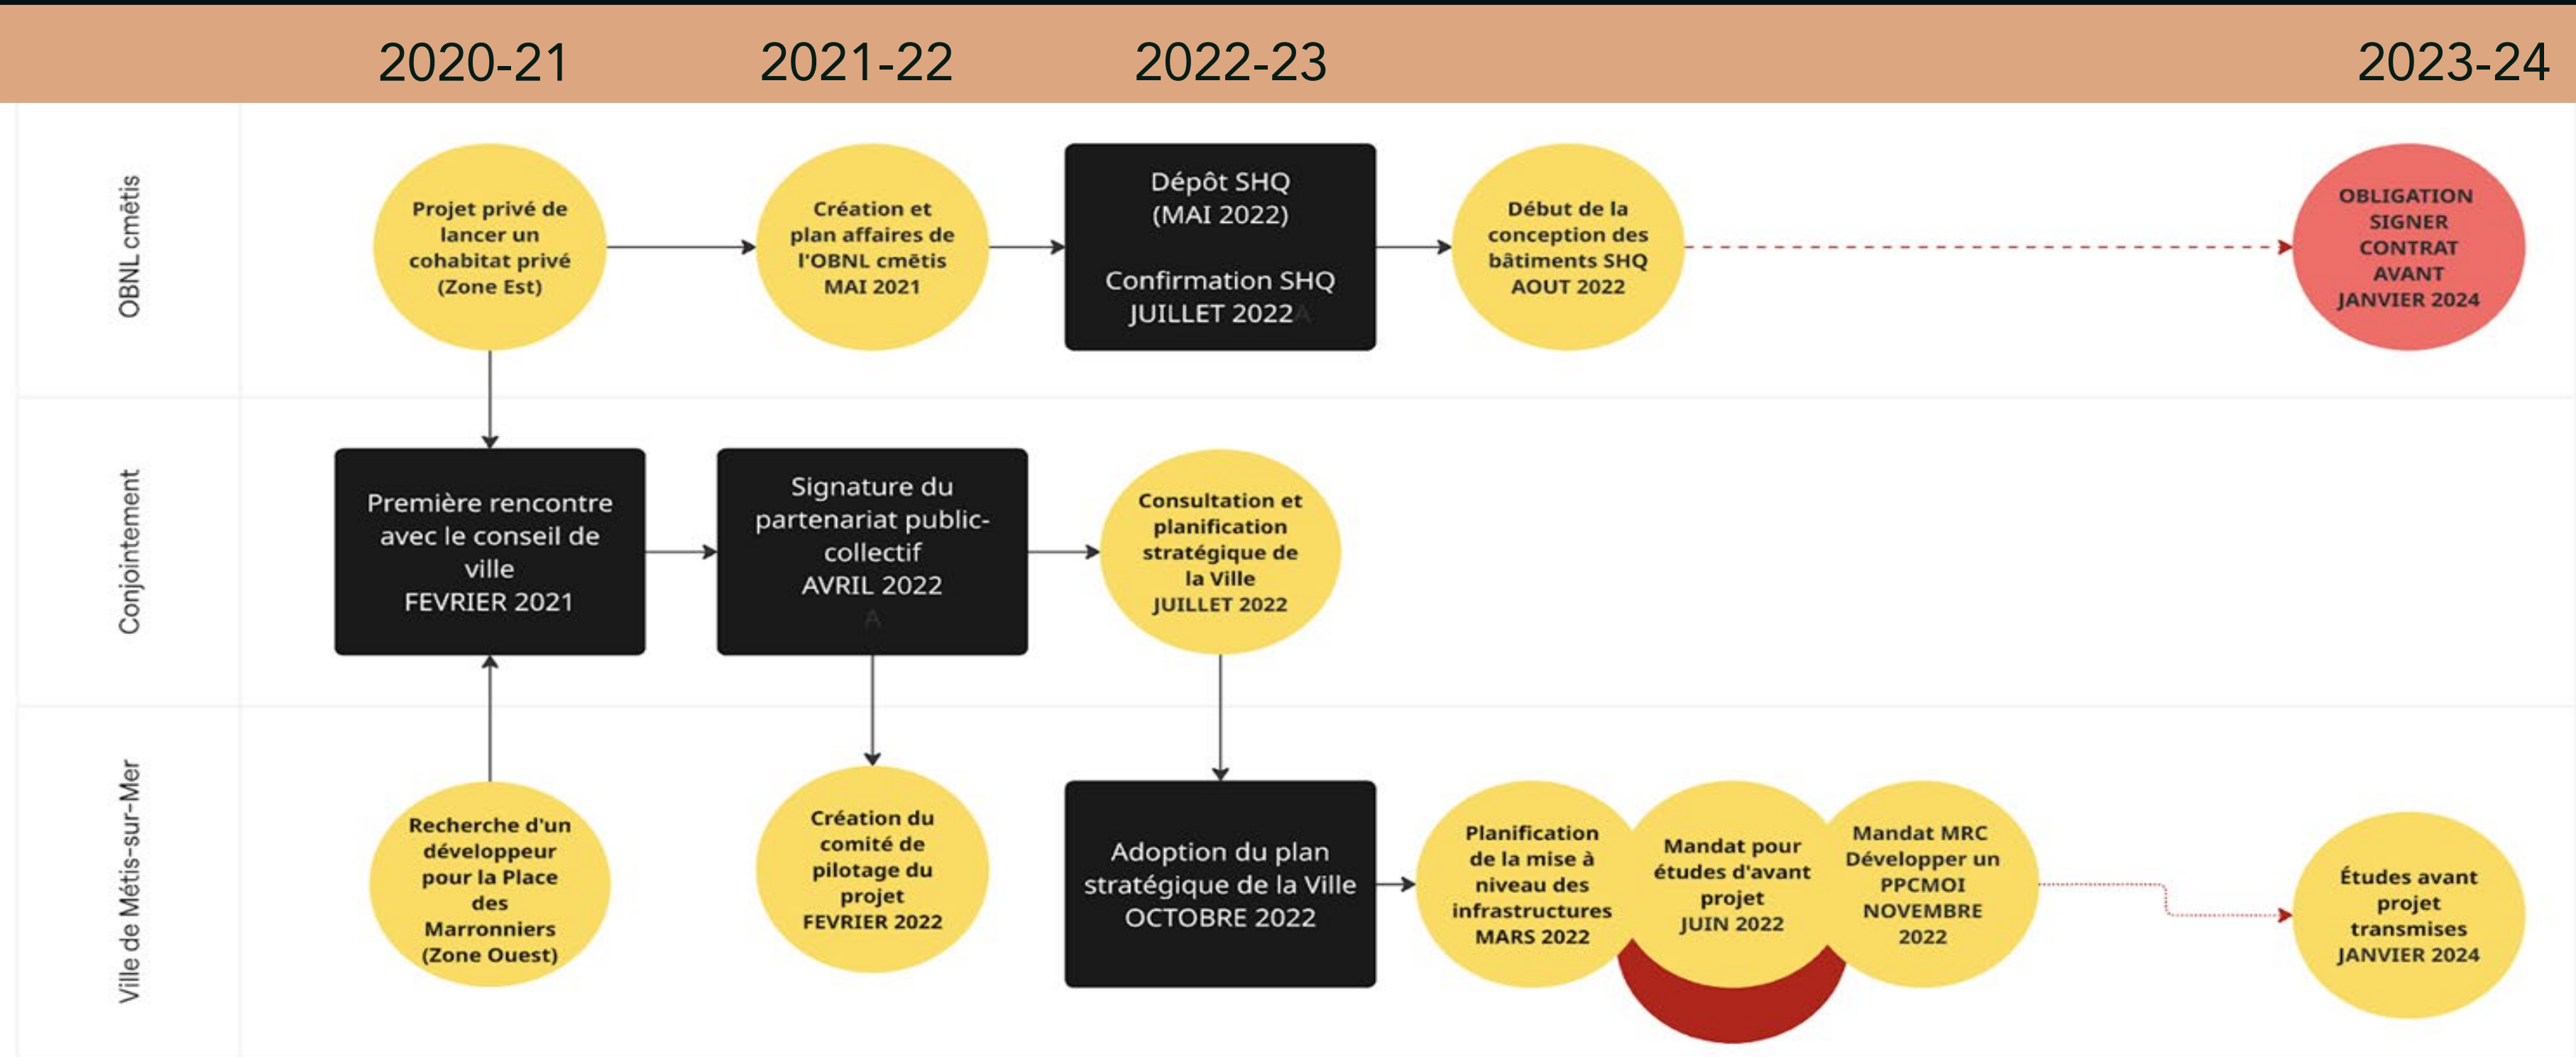 2020-21
2021-22
2022-23
2023-24
OBNL cmētis
Projet privé de
lancer un
cohabitat privé
(Zone Est)
Création et
plan affaires de
l'OBNL cmētis
MAI 2021
Dépôt SHQ
(MAI 2022)
Confirmation SHQ
JUILLET 2022A
Début de la
conception des
bâtiments SHQ
AOUT 2022
OBLIGATION
SIGNER
CONTRAT
AVANT
JANVIER 2024
Conjointement
Première rencontre
avec le conseil de
ville
FEVRIER 2021
Signature du
partenariat public-
collectif
AVRIL 2022
A
Consultation et
planification
stratégique de
la Ville
JUILLET 2022
Ville de Métis-sur-Mer
Recherche d'un
développeur
pour la Place
des
Marronniers
(Zone Ouest)
Création du
comité de
pilotage du
projet
FEVRIER 2022
Adoption du plan
stratégique de la Ville
OCTOBRE 2022
Planification
de la mise à
niveau des
infrastructures
MARS 2022
Mandat pour
études d'avant
projet
JUIN 2022
Mandat MRC
Développer un
PPCMOI
NOVEMBRE
2022
Études avant
projet
transmises
JANVIER 2024